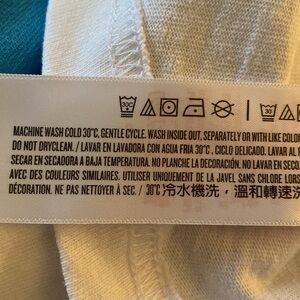 30C
MACHINE WASH COLD 30°C, GENTLE CYCLE. WASH INSIDE OUT, SEPARATELY OR WITH LIKE COLOR
DO NOT DRYCLEAN. / LAVAR EN LAVADORA CON AGUA FRIA 30°C . CICLO DELICADO. LAVAR AL R
SECAR EN SECADORA A BAJA TEMPERATURA. NO PLANCHE LA DECORACIÓN. NO LAVAR EN SECO
AVEC DES COULEURS SIMILAIRES. UTILISER UNIQUEMENT DE LA JAVEL SANS CHLORE LORS
DÉCORATION. NE PAS NETTOYER À SEC. / 30°C冷水機洗，溫和轉速洗